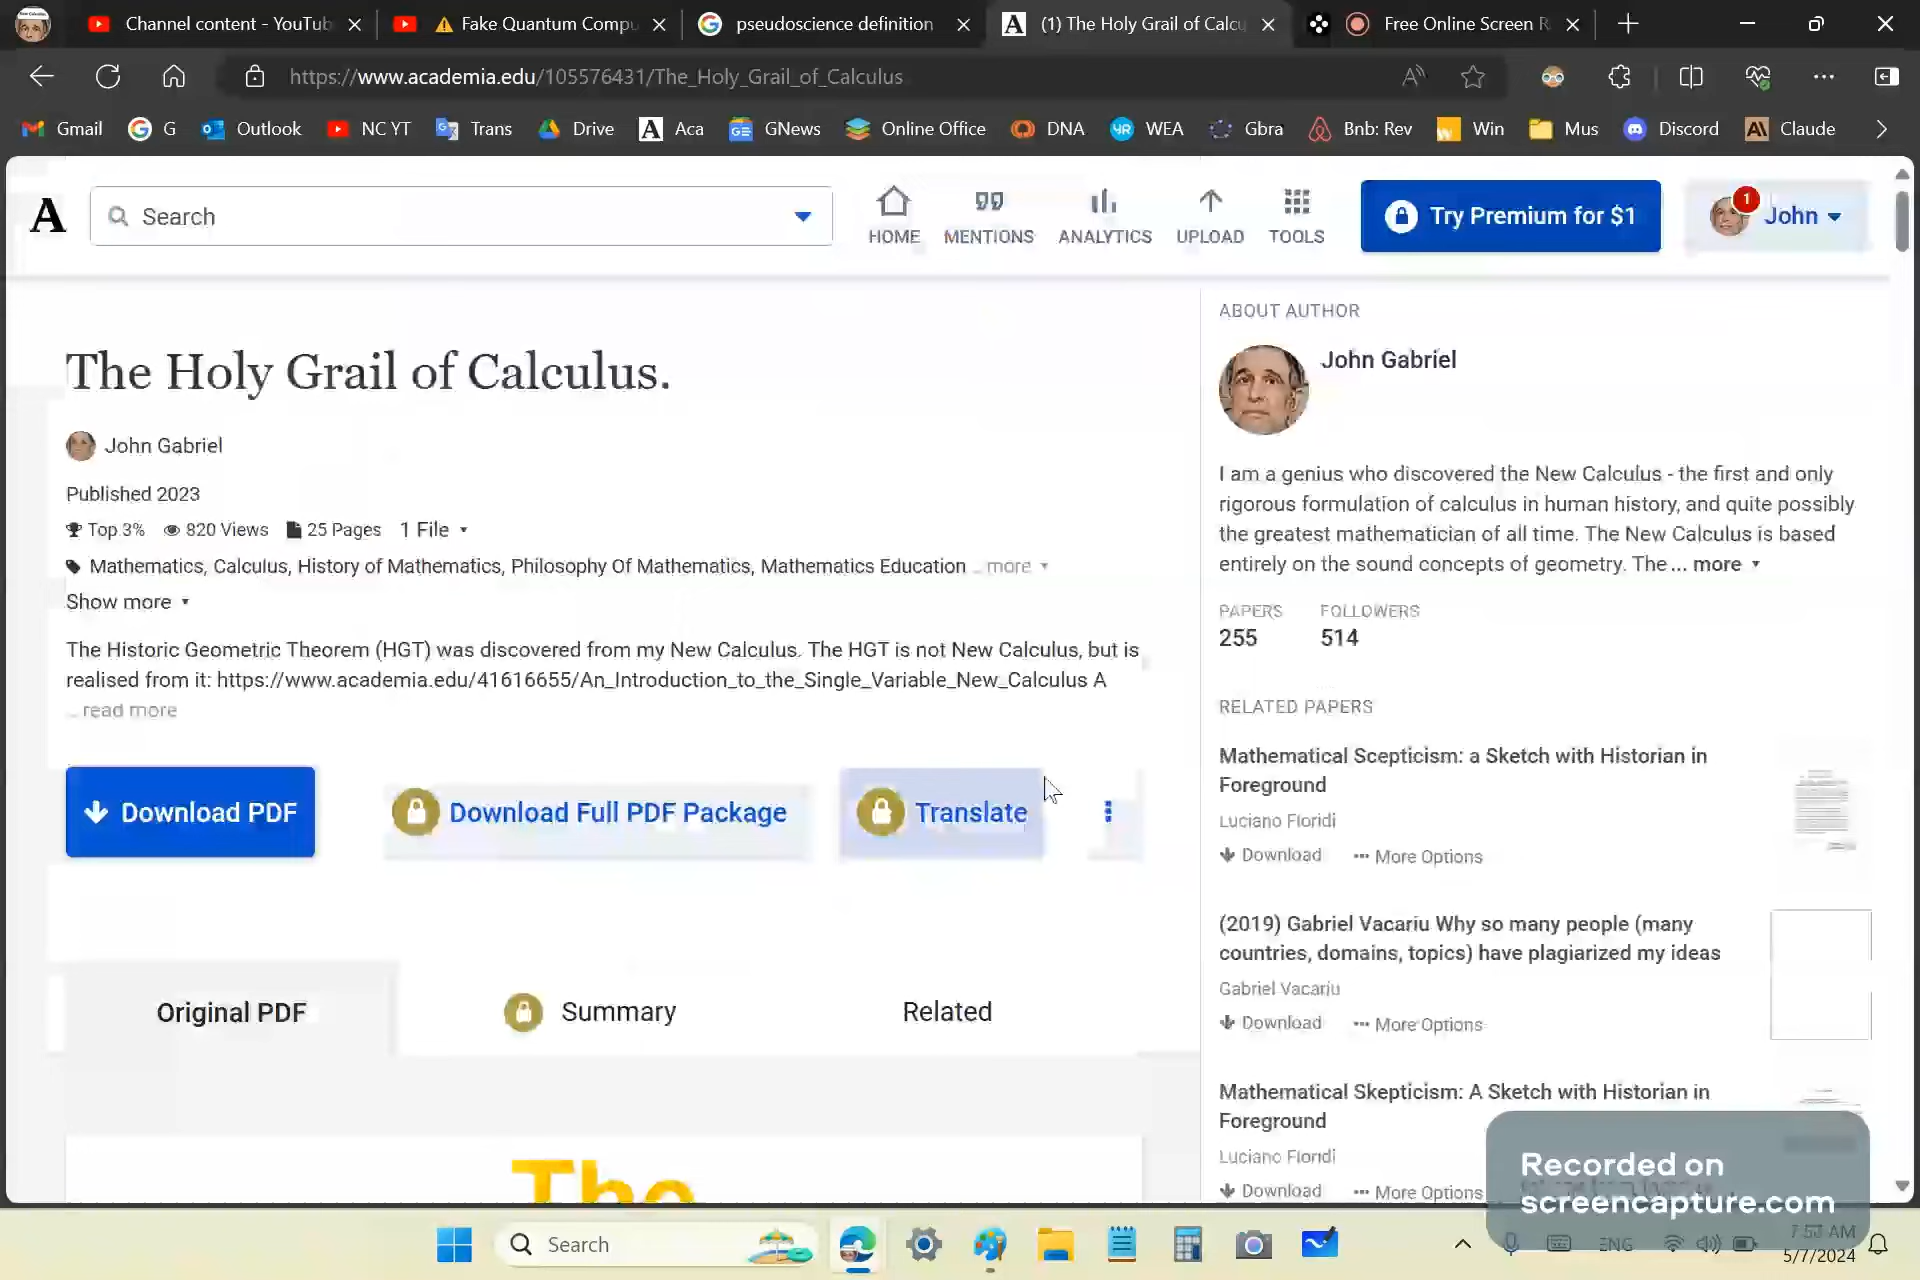 Channel content - YouTub
Fake Quantum Compu
pseudoscience definition
(1) The Holy Grail of Calcu
Free Online Screen R
https://www.academia.edu/105576431/The_Holy_Grail_of_Calculus
Gmail
G
Outlook
NC YT
Trans
Drive
Aca
GNews
Online Office
DNA
WEA
Gbra
Bnb: Rev
Win
Mus
Discord
Claude
A
Search
HOME
MENTIONS
ANALYTICS
UPLOAD
TOOLS
Try Premium for $1
1
John
The Holy Grail of Calculus.
John Gabriel
Published 2023
Top 3% 820 Views 25 Pages 1 File
Mathematics, Calculus, History of Mathematics, Philosophy Of Mathematics, Mathematics Education ... more
Show more
The Historic Geometric Theorem (HGT) was discovered from my New Calculus. The HGT is not New Calculus, but is
realised from it: https://www.academia.edu/41616655/An_Introduction_to_the_Single_Variable_New_Calculus A
... read more
Download PDF
Download Full PDF Package
Translate
Original PDF
Summary
Related
The
ABOUT AUTHOR
John Gabriel
I am a genius who discovered the New Calculus - the first and only
rigorous formulation of calculus in human history, and quite possibly
the greatest mathematician of all time. The New Calculus is based
entirely on the sound concepts of geometry. The ... more
PAPERS FOLLOWERS
255 514
RELATED PAPERS
Mathematical Scepticism: a Sketch with Historian in
Foreground
Luciano Floridi
Download ••• More Options
(2019) Gabriel Vacariu Why so many people (many
countries, domains, topics) have plagiarized my ideas
Gabriel Vacariu
Download ••• More Options
Mathematical Skepticism: A Sketch with Historian in
Foreground
Luciano Floridi
Download ••• More Options
Recorded on
screencapture.com
Search
ENG
7:53 AM
5/7/2024